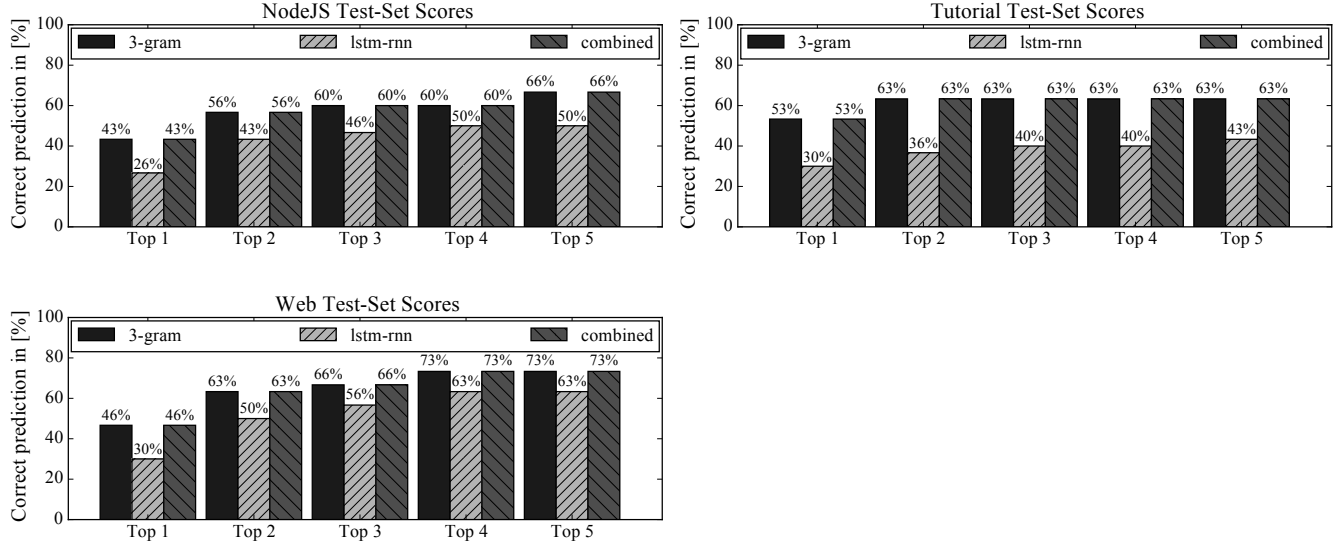 NodeJS Test-Set Scores
Correct prediction in [%]
100
80
60
40
20
0
3-gram lstm-rnn combined
43% 26% 43%
56% 43% 56%
60% 46% 60%
60% 50% 60%
66% 50% 66%
Top 1 Top 2 Top 3 Top 4 Top 5
Tutorial Test-Set Scores
Correct prediction in [%]
100
80
60
40
20
0
3-gram lstm-rnn combined
53% 30% 53%
63% 36% 63%
63% 40% 63%
63% 40% 63%
63% 43% 63%
Top 1 Top 2 Top 3 Top 4 Top 5
Web Test-Set Scores
Correct prediction in [%]
100
80
60
40
20
0
3-gram lstm-rnn combined
46% 30% 46%
63% 50% 63%
66% 56% 66%
73% 63% 73%
73% 63% 73%
Top 1 Top 2 Top 3 Top 4 Top 5